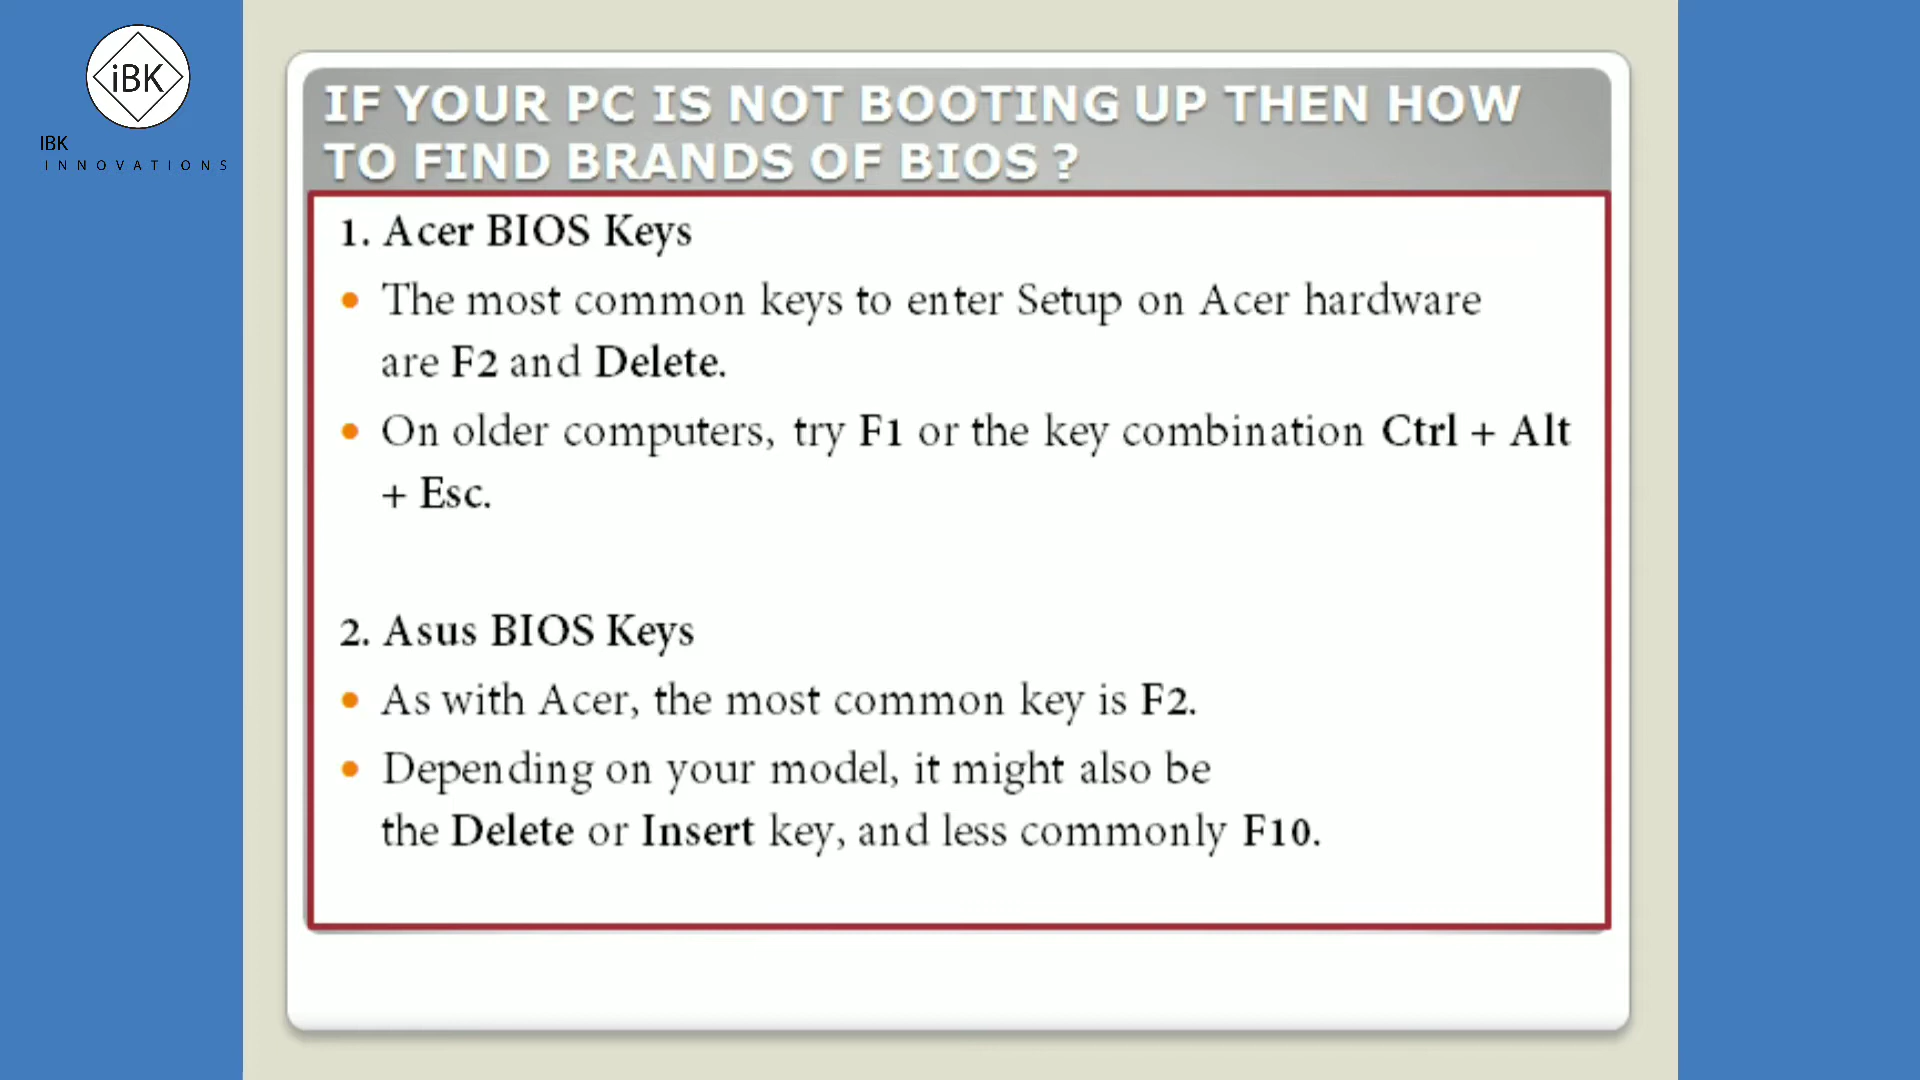 iBK
IBK
INNOVATIONS
IF YOUR PC IS NOT BOOTING UP THEN HOW
TO FIND BRANDS OF BIOS ?
1. Acer BIOS Keys
• The most common keys to enter Setup on Acer hardware
are F2 and Delete.
• On older computers, try F1 or the key combination Ctrl + Alt
+ Esc.
2. Asus BIOS Keys
• As with Acer, the most common key is F2.
• Depending on your model, it might also be
the Delete or Insert key, and less commonly F10.